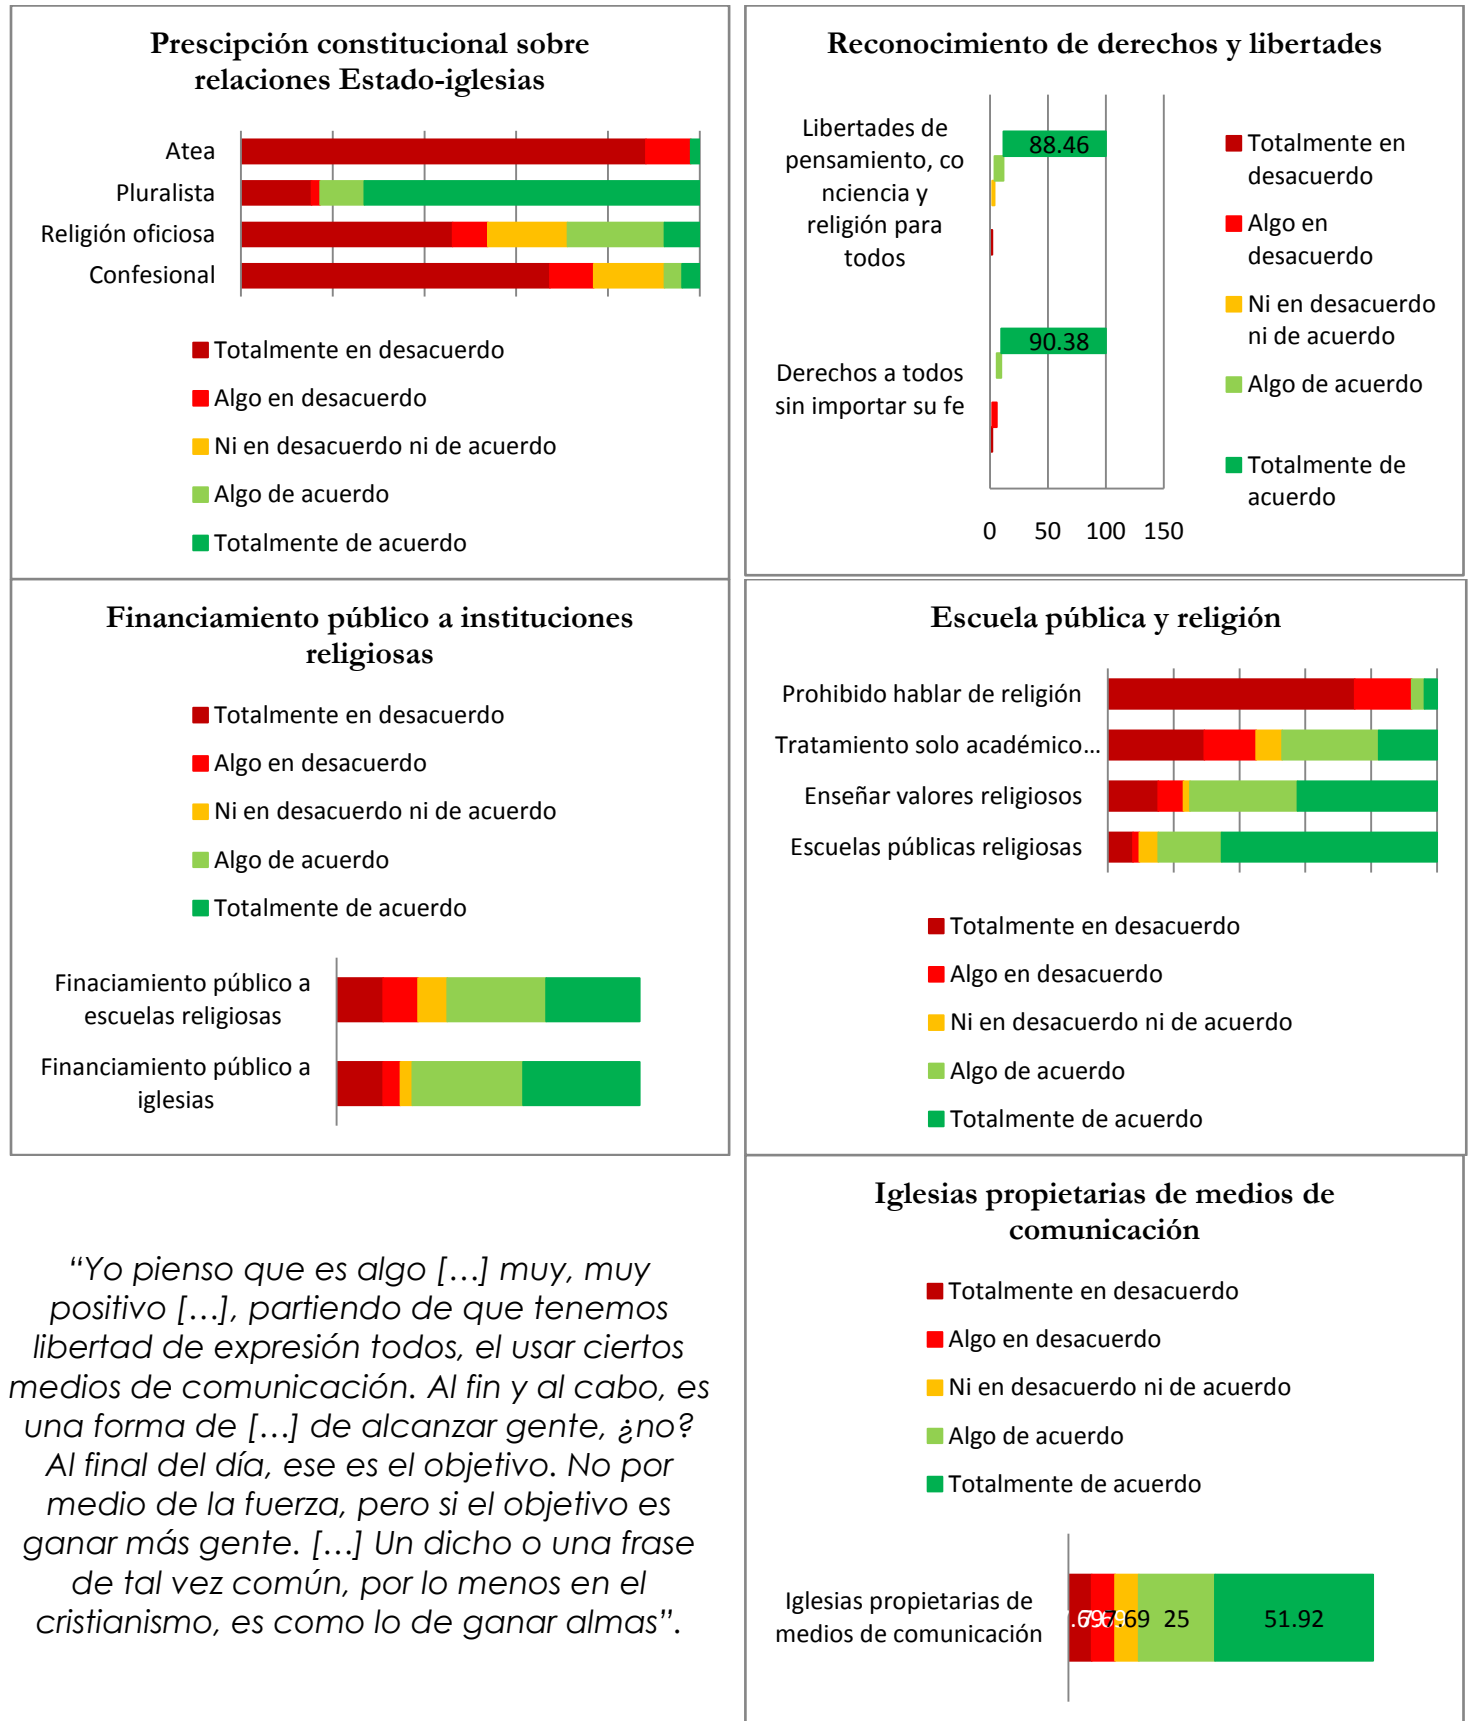 Prescipción constitucional sobre
relaciones Estado-iglesias
Atea
Pluralista
Religión oficiosa
Confesional
Totalmente en desacuerdo
Algo en desacuerdo
Ni en desacuerdo ni de acuerdo
Algo de acuerdo
Totalmente de acuerdo
Reconocimiento de derechos y libertades
Libertades de
pensamiento, co
nciencia y
religión para
todos
88.46
Derechos a todos
sin importar su fe
90.38
0 50 100 150
Totalmente en
desacuerdo
Algo en
desacuerdo
Ni en desacuerdo
ni de acuerdo
Algo de acuerdo
Totalmente de
acuerdo
Financiamiento público a instituciones
religiosas
Totalmente en desacuerdo
Algo en desacuerdo
Ni en desacuerdo ni de acuerdo
Algo de acuerdo
Totalmente de acuerdo
Finaciamiento público a
escuelas religiosas
Financiamiento público a
iglesias
Escuela pública y religión
Prohibido hablar de religión
Tratamiento solo académico…
Enseñar valores religiosos
Escuelas públicas religiosas
Totalmente en desacuerdo
Algo en desacuerdo
Ni en desacuerdo ni de acuerdo
Algo de acuerdo
Totalmente de acuerdo
“Yo pienso que es algo […] muy, muy
positivo […], partiendo de que tenemos
libertad de expresión todos, el usar ciertos
medios de comunicación. Al fin y al cabo, es
una forma de […] de alcanzar gente, ¿no?
Al final del día, ese es el objetivo. No por
medio de la fuerza, pero si el objetivo es
ganar más gente. […] Un dicho o una frase
de tal vez común, por lo menos en el
cristianismo, es como lo de ganar almas”.
Iglesias propietarias de medios de
comunicación
Totalmente en desacuerdo
Algo en desacuerdo
Ni en desacuerdo ni de acuerdo
Algo de acuerdo
Totalmente de acuerdo
Iglesias propietarias de
medios de comunicación
7.69 25 51.92